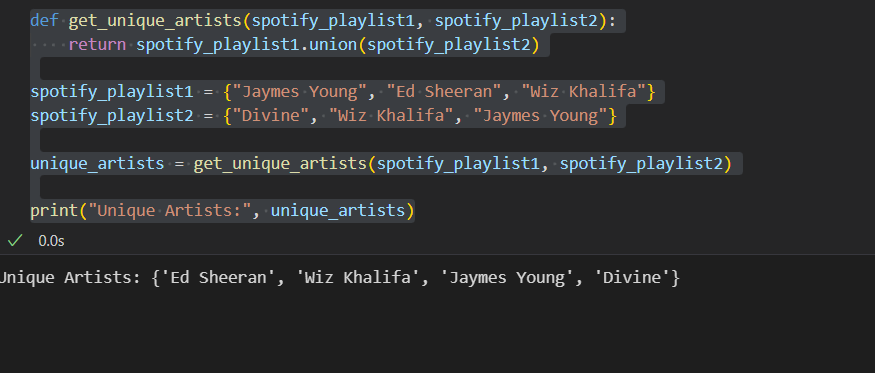 def get_unique_artists(spotify_playlist1, spotify_playlist2):
    return spotify_playlist1.union(spotify_playlist2)
spotify_playlist1 = {"Jaymes Young", "Ed Sheeran", "Wiz Khalifa"}
spotify_playlist2 = {"Divine", "Wiz Khalifa", "Jaymes Young"}
unique_artists = get_unique_artists(spotify_playlist1, spotify_playlist2)
print("Unique Artists:", unique_artists)
0.0s
Unique Artists: {'Ed Sheeran', 'Wiz Khalifa', 'Jaymes Young', 'Divine'}